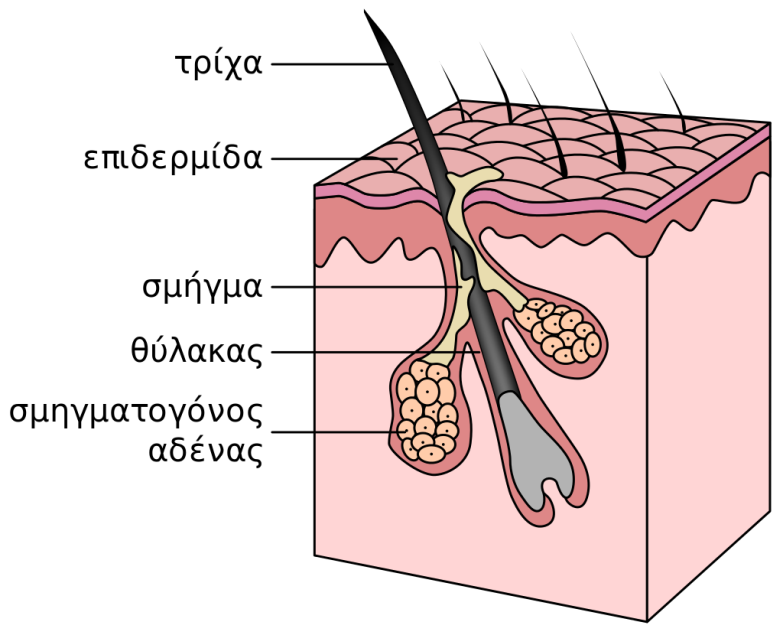 τρίχα
επιδερμίδα
σμήγμα
θύλακας
σμηγματογόνος
αδένας